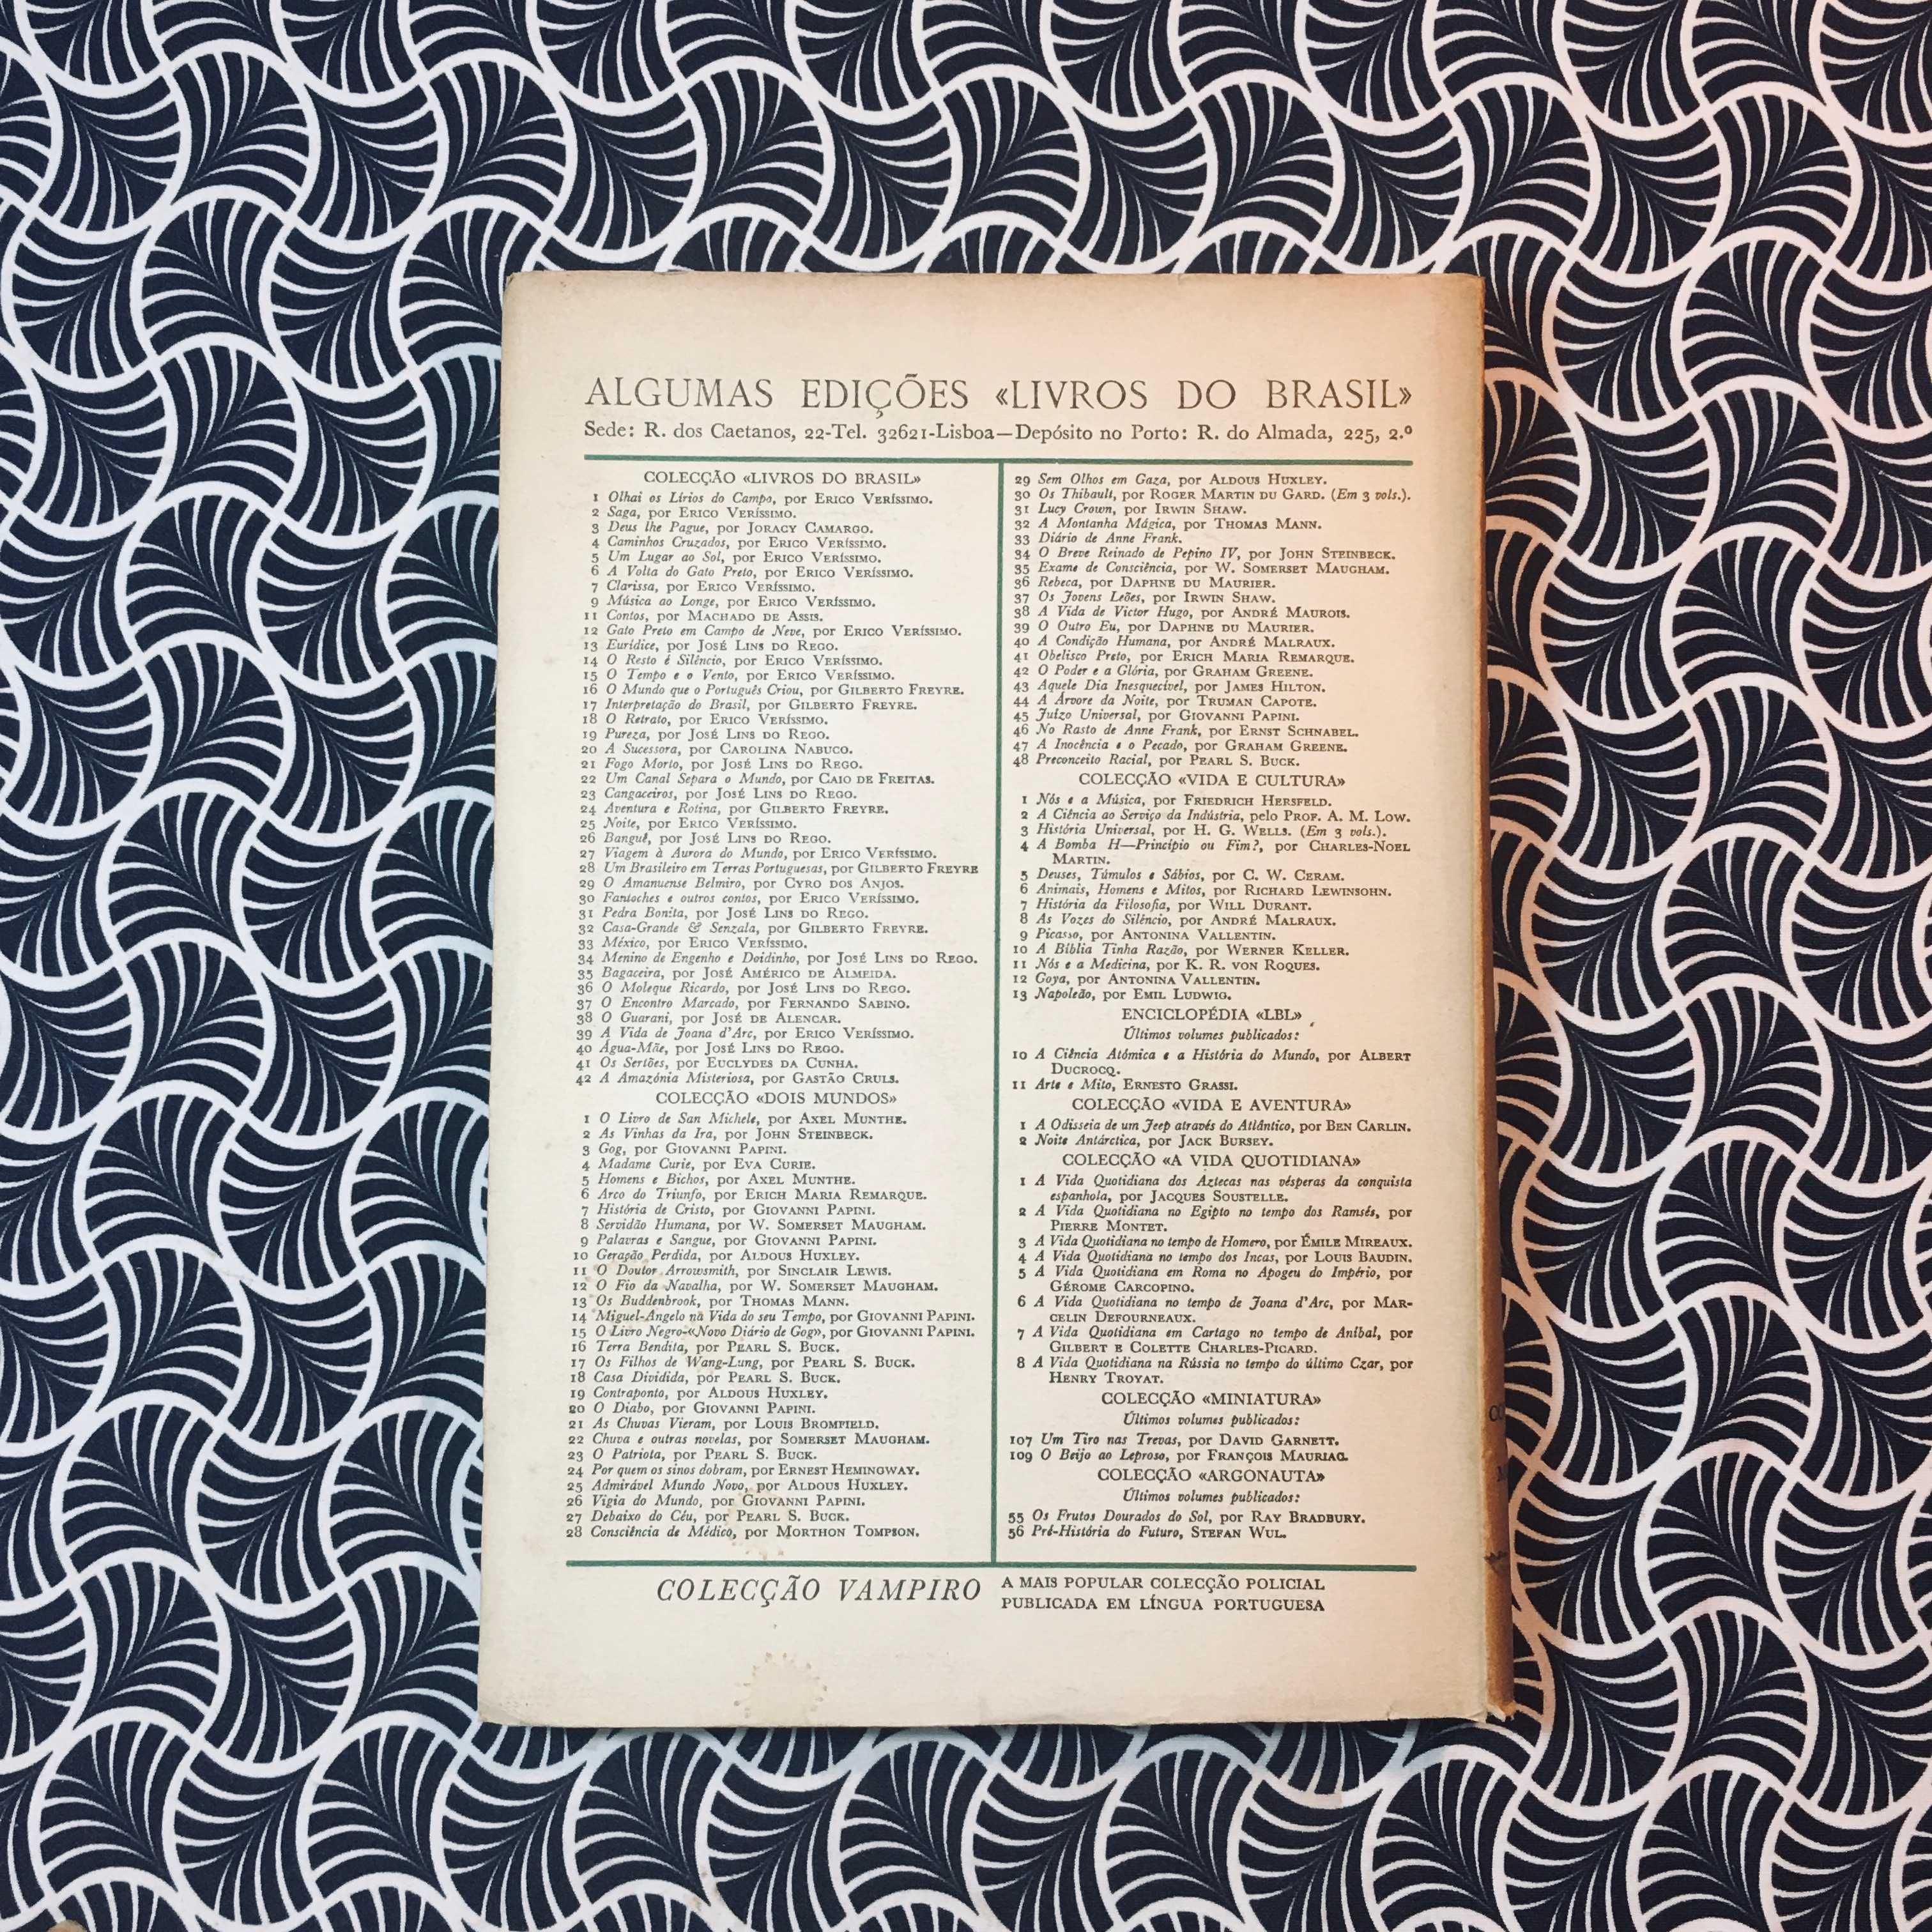 ALGUMAS EDIÇÕES «LIVROS DO BRASIL»
Sede: R. dos Caetanos, 22-Tel. 32621-Lisboa—Depósito no Porto: R. do Almada, 225, 2.º
COLECÇÃO «LIVROS DO BRASIL»
1 Olhai os Lírios do Campo, por ERICO VERÍSSIMO.
2 Saga, por ERICO VERÍSSIMO.
3 Deus lhe Pague, por JORACY CAMARGO.
4 Caminhos Cruzados, por ERICO VERÍSSIMO.
5 Um Lugar ao Sol, por ERICO VERÍSSIMO.
6 A Volta do Gato Preto, por ERICO VERÍSSIMO.
7 Clarissa, por ERICO VERÍSSIMO.
9 Música ao Longe, por ERICO VERÍSSIMO.
11 Contos, por MACHADO DE ASSIS.
12 Gato Preto em Campo de Neve, por ERICO VERÍSSIMO.
13 Eurídice, por JOSÉ LINS DO REGO.
14 O Resto é Silêncio, por ERICO VERÍSSIMO.
15 O Tempo e o Vento, por ERICO VERÍSSIMO.
16 O Mundo que o Português Criou, por GILBERTO FREYRE.
17 Interpretação do Brasil, por GILBERTO FREYRE.
18 O Retrato, por ERICO VERÍSSIMO.
19 Pureza, por JOSÉ LINS DO REGO.
20 A Sucessora, por CAROLINA NABUCO.
21 Fogo Morto, por JOSÉ LINS DO REGO.
22 Um Canal Separa o Mundo, por CAIO DE FREITAS.
23 Cangaceiros, por JOSÉ LINS DO REGO.
24 Aventura e Rotina, por GILBERTO FREYRE.
25 Noite, por ERICO VERÍSSIMO.
26 Banguê, por JOSÉ LINS DO REGO.
27 Viagem à Aurora do Mundo, por ERICO VERÍSSIMO.
28 Um Brasileiro em Terras Portuguesas, por GILBERTO FREYRE
29 O Amanuense Belmiro, por CYRO DOS ANJOS.
30 Fantoches e outros contos, por ERICO VERÍSSIMO.
31 Pedra Bonita, por JOSÉ LINS DO REGO.
32 Casa-Grande & Senzala, por GILBERTO FREYRE.
33 México, por ERICO VERÍSSIMO.
34 Menino de Engenho e Doidinho, por JOSÉ LINS DO REGO.
35 Bagaceira, por JOSÉ AMÉRICO DE ALMEIDA.
36 O Moleque Ricardo, por JOSÉ LINS DO REGO.
37 O Encontro Marcado, por FERNANDO SABINO.
38 O Guarani, por JOSÉ DE ALENCAR.
39 A Vida de Joana d'Arc, por ERICO VERÍSSIMO.
40 Água-Mãe, por JOSÉ LINS DO REGO.
41 Os Sertões, por EUCLYDES DA CUNHA.
42 A Amazónia Misteriosa, por GASTÃO CRULS.
COLECÇÃO «DOIS MUNDOS»
1 O Livro de San Michele, por AXEL MUNTHE.
2 As Vinhas da Ira, por JOHN STEINBECK.
3 Gog, por GIOVANNI PAPINI.
4 Madame Curie, por EVA CURIE.
5 Homens e Bichos, por AXEL MUNTHE.
6 Arco do Triunfo, por ERICH MARIA REMARQUE.
7 História de Cristo, por GIOVANNI PAPINI.
8 Servidão Humana, por W. SOMERSET MAUGHAM.
9 Palavras e Sangue, por GIOVANNI PAPINI.
10 Geração Perdida, por ALDOUS HUXLEY.
11 O Doutor Arrowsmith, por SINCLAIR LEWIS.
12 O Fio da Navalha, por W. SOMERSET MAUGHAM.
13 Os Buddenbrook, por THOMAS MANN.
14 Miguel-Angelo na Vida do seu Tempo, por GIOVANNI PAPINI.
15 O Livro Negro-«Novo Diário de Gog», por GIOVANNI PAPINI.
16 Terra Bendita, por PEARL S. BUCK.
17 Os Filhos de Wang-Lung, por PEARL S. BUCK.
18 Casa Dividida, por PEARL S. BUCK.
19 Contraponto, por ALDOUS HUXLEY.
20 O Diabo, por GIOVANNI PAPINI.
21 As Chuvas Vieram, por LOUIS BROMFIELD.
22 Chuva e outras novelas, por SOMERSET MAUGHAM.
23 O Patriota, por PEARL S. BUCK.
24 Por quem os sinos dobram, por ERNEST HEMINGWAY.
25 Admirável Mundo Novo, por ALDOUS HUXLEY.
26 Vigia do Mundo, por GIOVANNI PAPINI.
27 Debaixo do Céu, por PEARL S. BUCK.
28 Consciência de Médico, por MORTHON TOMPSON.
29 Sem Olhos em Gaza, por ALDOUS HUXLEY.
30 Os Thibault, por ROGER MARTIN DU GARD. (Em 3 vols.).
31 Lucy Crown, por IRWIN SHAW.
32 A Montanha Mágica, por THOMAS MANN.
33 Diário de Anne Frank.
34 O Breve Reinado de Pepino IV, por JOHN STEINBECK.
35 Exame de Consciência, por W. SOMERSET MAUGHAM.
36 Rebeca, por DAPHNE DU MAURIER.
37 Os Jovens Leões, por IRWIN SHAW.
38 A Vida de Victor Hugo, por ANDRÉ MAUROIS.
39 O Outro Eu, por DAPHNE DU MAURIER.
40 A Condição Humana, por ANDRÉ MALRAUX.
41 Obelisco Preto, por ERICH MARIA REMARQUE.
42 O Poder e a Glória, por GRAHAM GREENE.
43 Aquele Dia Inesquecível, por JAMES HILTON.
44 A Árvore da Noite, por TRUMAN CAPOTE.
45 Juízo Universal, por GIOVANNI PAPINI.
46 No Rasto de Anne Frank, por ERNST SCHNABEL.
47 A Inocência e o Pecado, por GRAHAM GREENE.
48 Preconceito Racial, por PEARL S. BUCK.
COLECÇÃO «VIDA E CULTURA»
1 Nós e a Música, por FRIEDRICH HERSFELD.
2 A Ciência ao Serviço da Indústria, pelo PROF. A. M. LOW.
3 História Universal, por H. G. WELLS. (Em 3 vols.).
4 A Bomba H—Princípio ou Fim?, por CHARLES-NOEL
MARTIN.
5 Deuses, Túmulos e Sábios, por C. W. CERAM.
6 Animais, Homens e Mitos, por RICHARD LEWINSOHN.
7 História da Filosofia, por WILL DURANT.
8 As Vozes do Silêncio, por ANDRÉ MALRAUX.
9 Picasso, por ANTONINA VALLENTIN.
10 A Bíblia Tinha Razão, por WERNER KELLER.
11 Nós e a Medicina, por K. R. VON ROQUES.
12 Goya, por ANTONINA VALLENTIN.
13 Napoleão, por EMIL LUDWIG.
ENCICLOPÉDIA «LBL»
Últimos volumes publicados:
10 A Ciência Atómica e a História do Mundo, por ALBERT
DUCROCQ.
11 Arte e Mito, ERNESTO GRASSI.
COLECÇÃO «VIDA E AVENTURA»
1 A Odisseia de um Jeep através do Atlântico, por BEN CARLIN.
2 Noite Antárctica, por JACK BURSEY.
COLECÇÃO «A VIDA QUOTIDIANA»
1 A Vida Quotidiana dos Aztecas nas vésperas da conquista
espanhola, por JACQUES SOUSTELLE.
2 A Vida Quotidiana no Egipto no tempo dos Ramsés, por
PIERRE MONTET.
3 A Vida Quotidiana no tempo de Homero, por ÉMILE MIREAUX.
4 A Vida Quotidiana no tempo dos Incas, por LOUIS BAUDIN.
5 A Vida Quotidiana em Roma no Apogeu do Império, por
GÉROME CARCOPINO.
6 A Vida Quotidiana no tempo de Joana d'Arc, por MAR-
CELIN DEFOURNEAUX.
7 A Vida Quotidiana em Cartago no tempo de Aníbal, por
GILBERT E COLETTE CHARLES-PICARD.
8 A Vida Quotidiana na Rússia no tempo do último Czar, por
HENRY TROYAT.
COLECÇÃO «MINIATURA»
Últimos volumes publicados:
107 Um Tiro nas Trevas, por DAVID GARNETT.
109 O Beijo ao Leproso, por FRANÇOIS MAURIAC.
COLECÇÃO «ARGONAUTA»
Últimos volumes publicados:
55 Os Frutos Dourados do Sol, por RAY BRADBURY.
56 Pré-História do Futuro, STEFAN WUL.
COLECÇÃO VAMPIRO
A MAIS POPULAR COLECÇÃO POLICIAL
PUBLICADA EM LÍNGUA PORTUGUESA